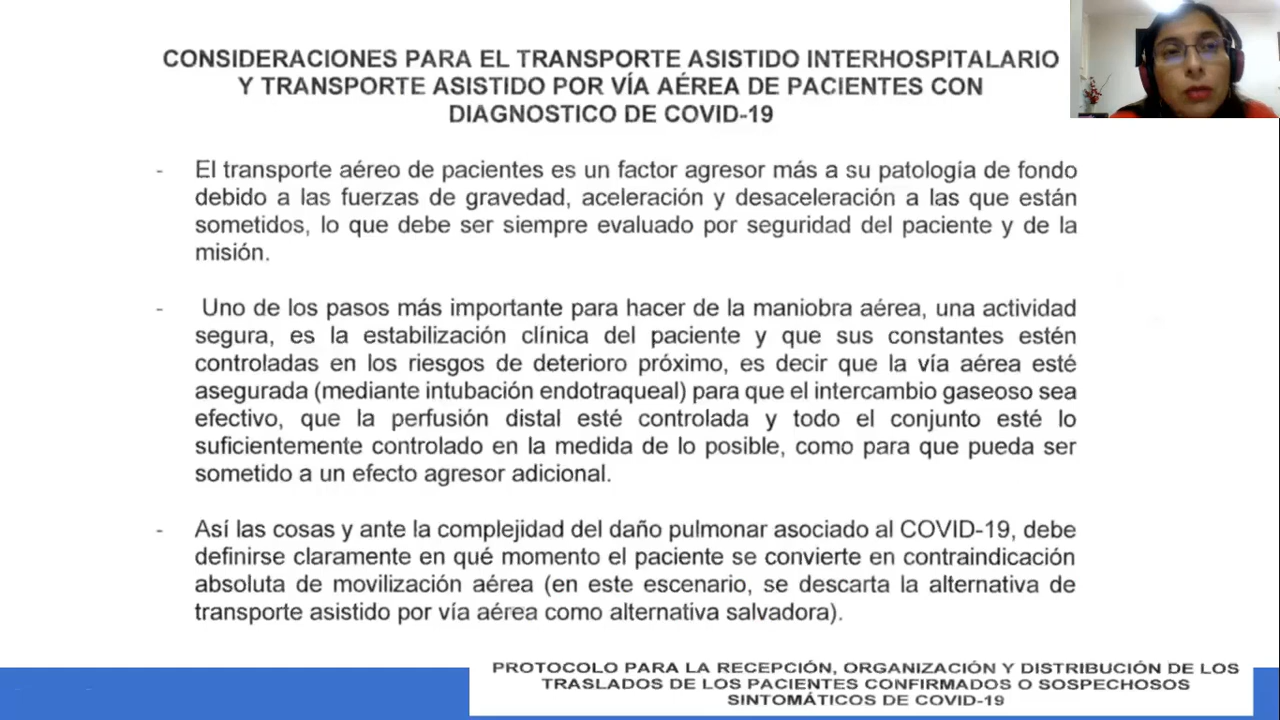 CONSIDERACIONES PARA EL TRANSPORTE ASISTIDO INTERHOSPITALARIO
Y TRANSPORTE ASISTIDO POR VÍA AÉREA DE PACIENTES CON
DIAGNOSTICO DE COVID-19
- El transporte aéreo de pacientes es un factor agresor más a su patología de fondo
debido a las fuerzas de gravedad, aceleración y desaceleración a las que están
sometidos, lo que debe ser siempre evaluado por seguridad del paciente y de la
misión.
- Uno de los pasos más importante para hacer de la maniobra aérea, una actividad
segura, es la estabilización clínica del paciente y que sus constantes estén
controladas en los riesgos de deterioro próximo, es decir que la vía aérea esté
asegurada (mediante intubación endotraqueal) para que el intercambio gaseoso sea
efectivo, que la perfusión distal esté controlada y todo el conjunto esté lo
suficientemente controlado en la medida de lo posible, como para que pueda ser
sometido a un efecto agresor adicional.
- Así las cosas y ante la complejidad del daño pulmonar asociado al COVID-19, debe
definirse claramente en qué momento el paciente se convierte en contraindicación
absoluta de movilización aérea (en este escenario, se descarta la alternativa de
transporte asistido por vía aérea como alternativa salvadora).
PROTOCOLO PARA LA RECEPCIÓN, ORGANIZACIÓN Y DISTRIBUCIÓN DE LOS
TRASLADOS DE LOS PACIENTES CONFIRMADOS O SOSPECHOSOS
SINTOMÁTICOS DE COVID-19